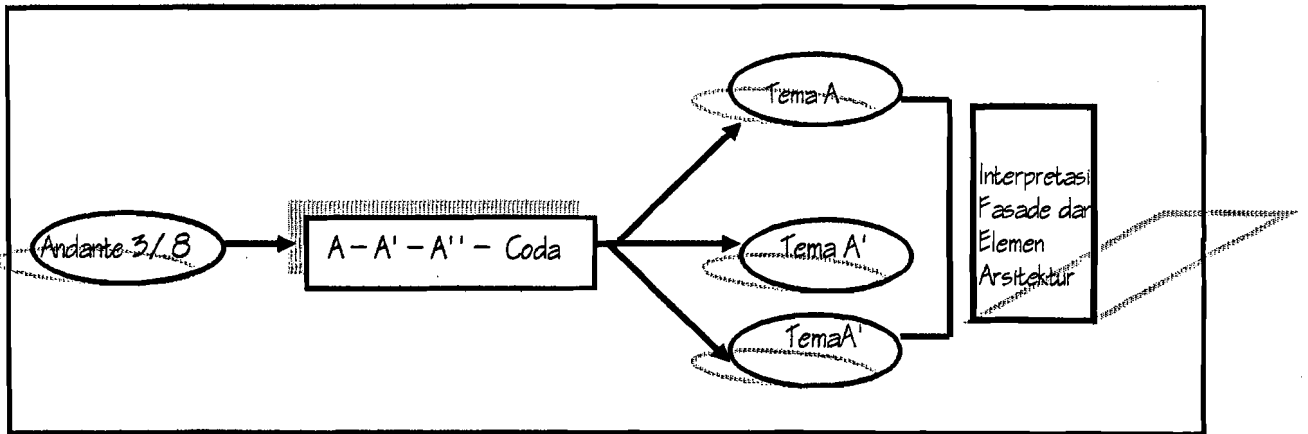 Andante 3/8
A - A' - A'' - Coda
Tema A
Tema A'
TemaA'
Interpretasi
Fasade dan
Elemen
Arsitektur